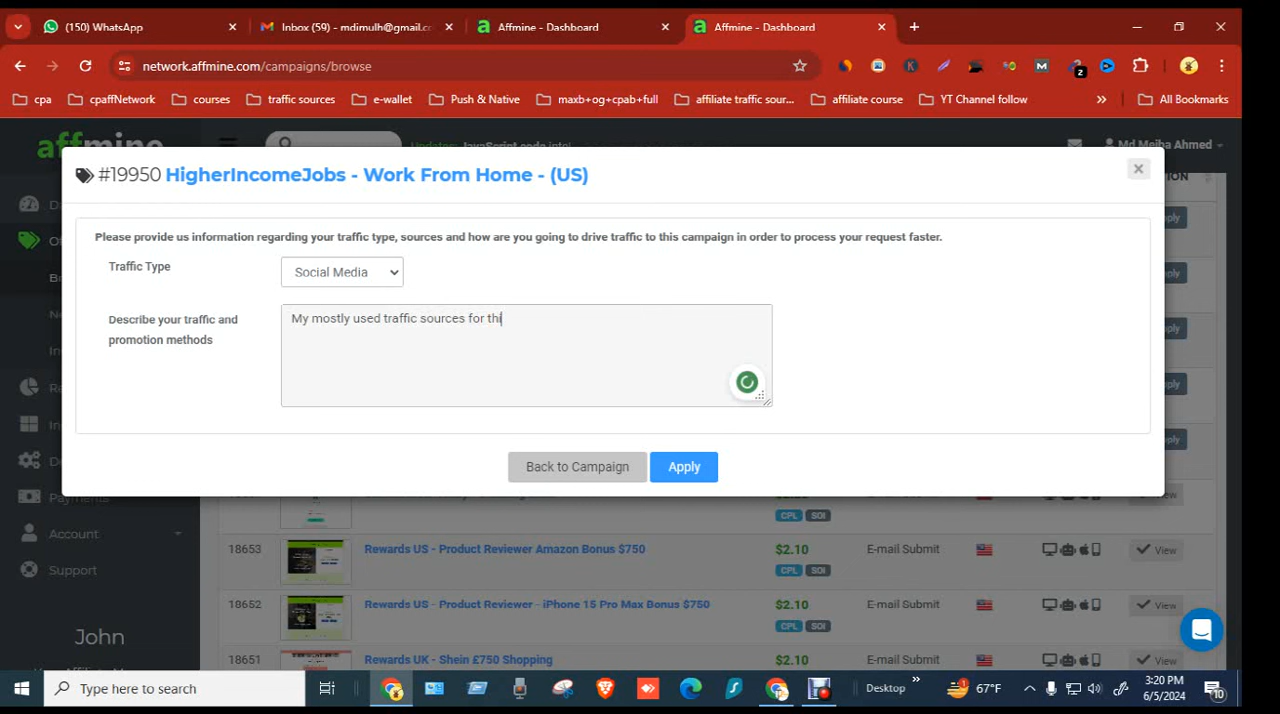 (150) WhatsApp
Inbox (59) - mdimulh@gmail.c
Affmine - Dashboard
Affmine - Dashboard
network.affmine.com/campaigns/browse
2
cpa
cpaffNetwork
courses
traffic sources
e-wallet
Push & Native
maxb+og+cpab+full
affiliate traffic sour...
affiliate course
YT Channel follow
All Bookmarks
affmine
Updates:
Md Meiba Ahmed
#19950 HigherIncomeJobs - Work From Home - (US)
Please provide us information regarding your traffic type, sources and how are you going to drive traffic to this campaign in order to process your request faster.
Traffic Type
Social Media
Describe your traffic and
promotion methods
My mostly used traffic sources for thi
Back to Campaign
Apply
Payments
CPL SOI
Account
18653
Rewards US - Product Reviewer Amazon Bonus $750
$2.10
E-mail Submit
View
CPL SOI
Support
18652
Rewards US - Product Reviewer - iPhone 15 Pro Max Bonus $750
$2.10
E-mail Submit
View
CPL SOI
John
18651
Rewards UK - Shein £750 Shopping
$2.10
E-mail Submit
View
Type here to search
Desktop
67°F
3:20 PM
6/5/2024
10